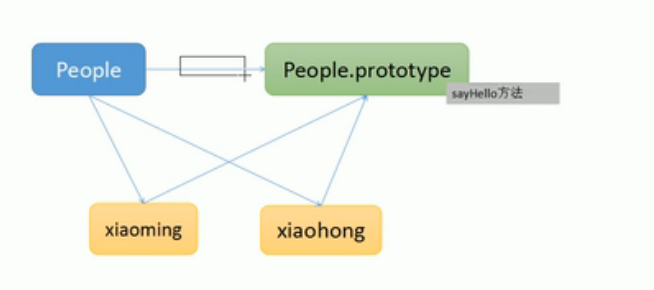 People
People.prototype
sayHello方法
xiaoming
xiaohong